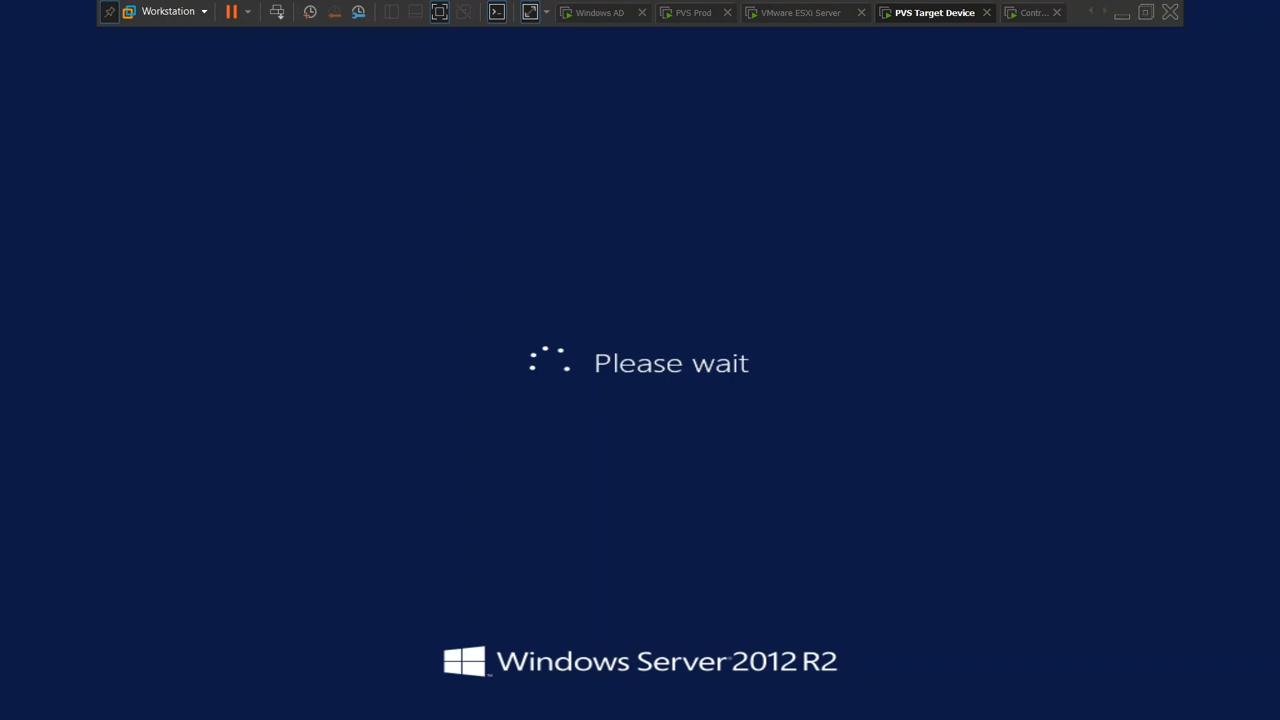 Workstation
Windows AD
PVS Prod
VMware ESXi Server
PVS Target Device
Contr...
Please wait
Windows Server 2012 R2